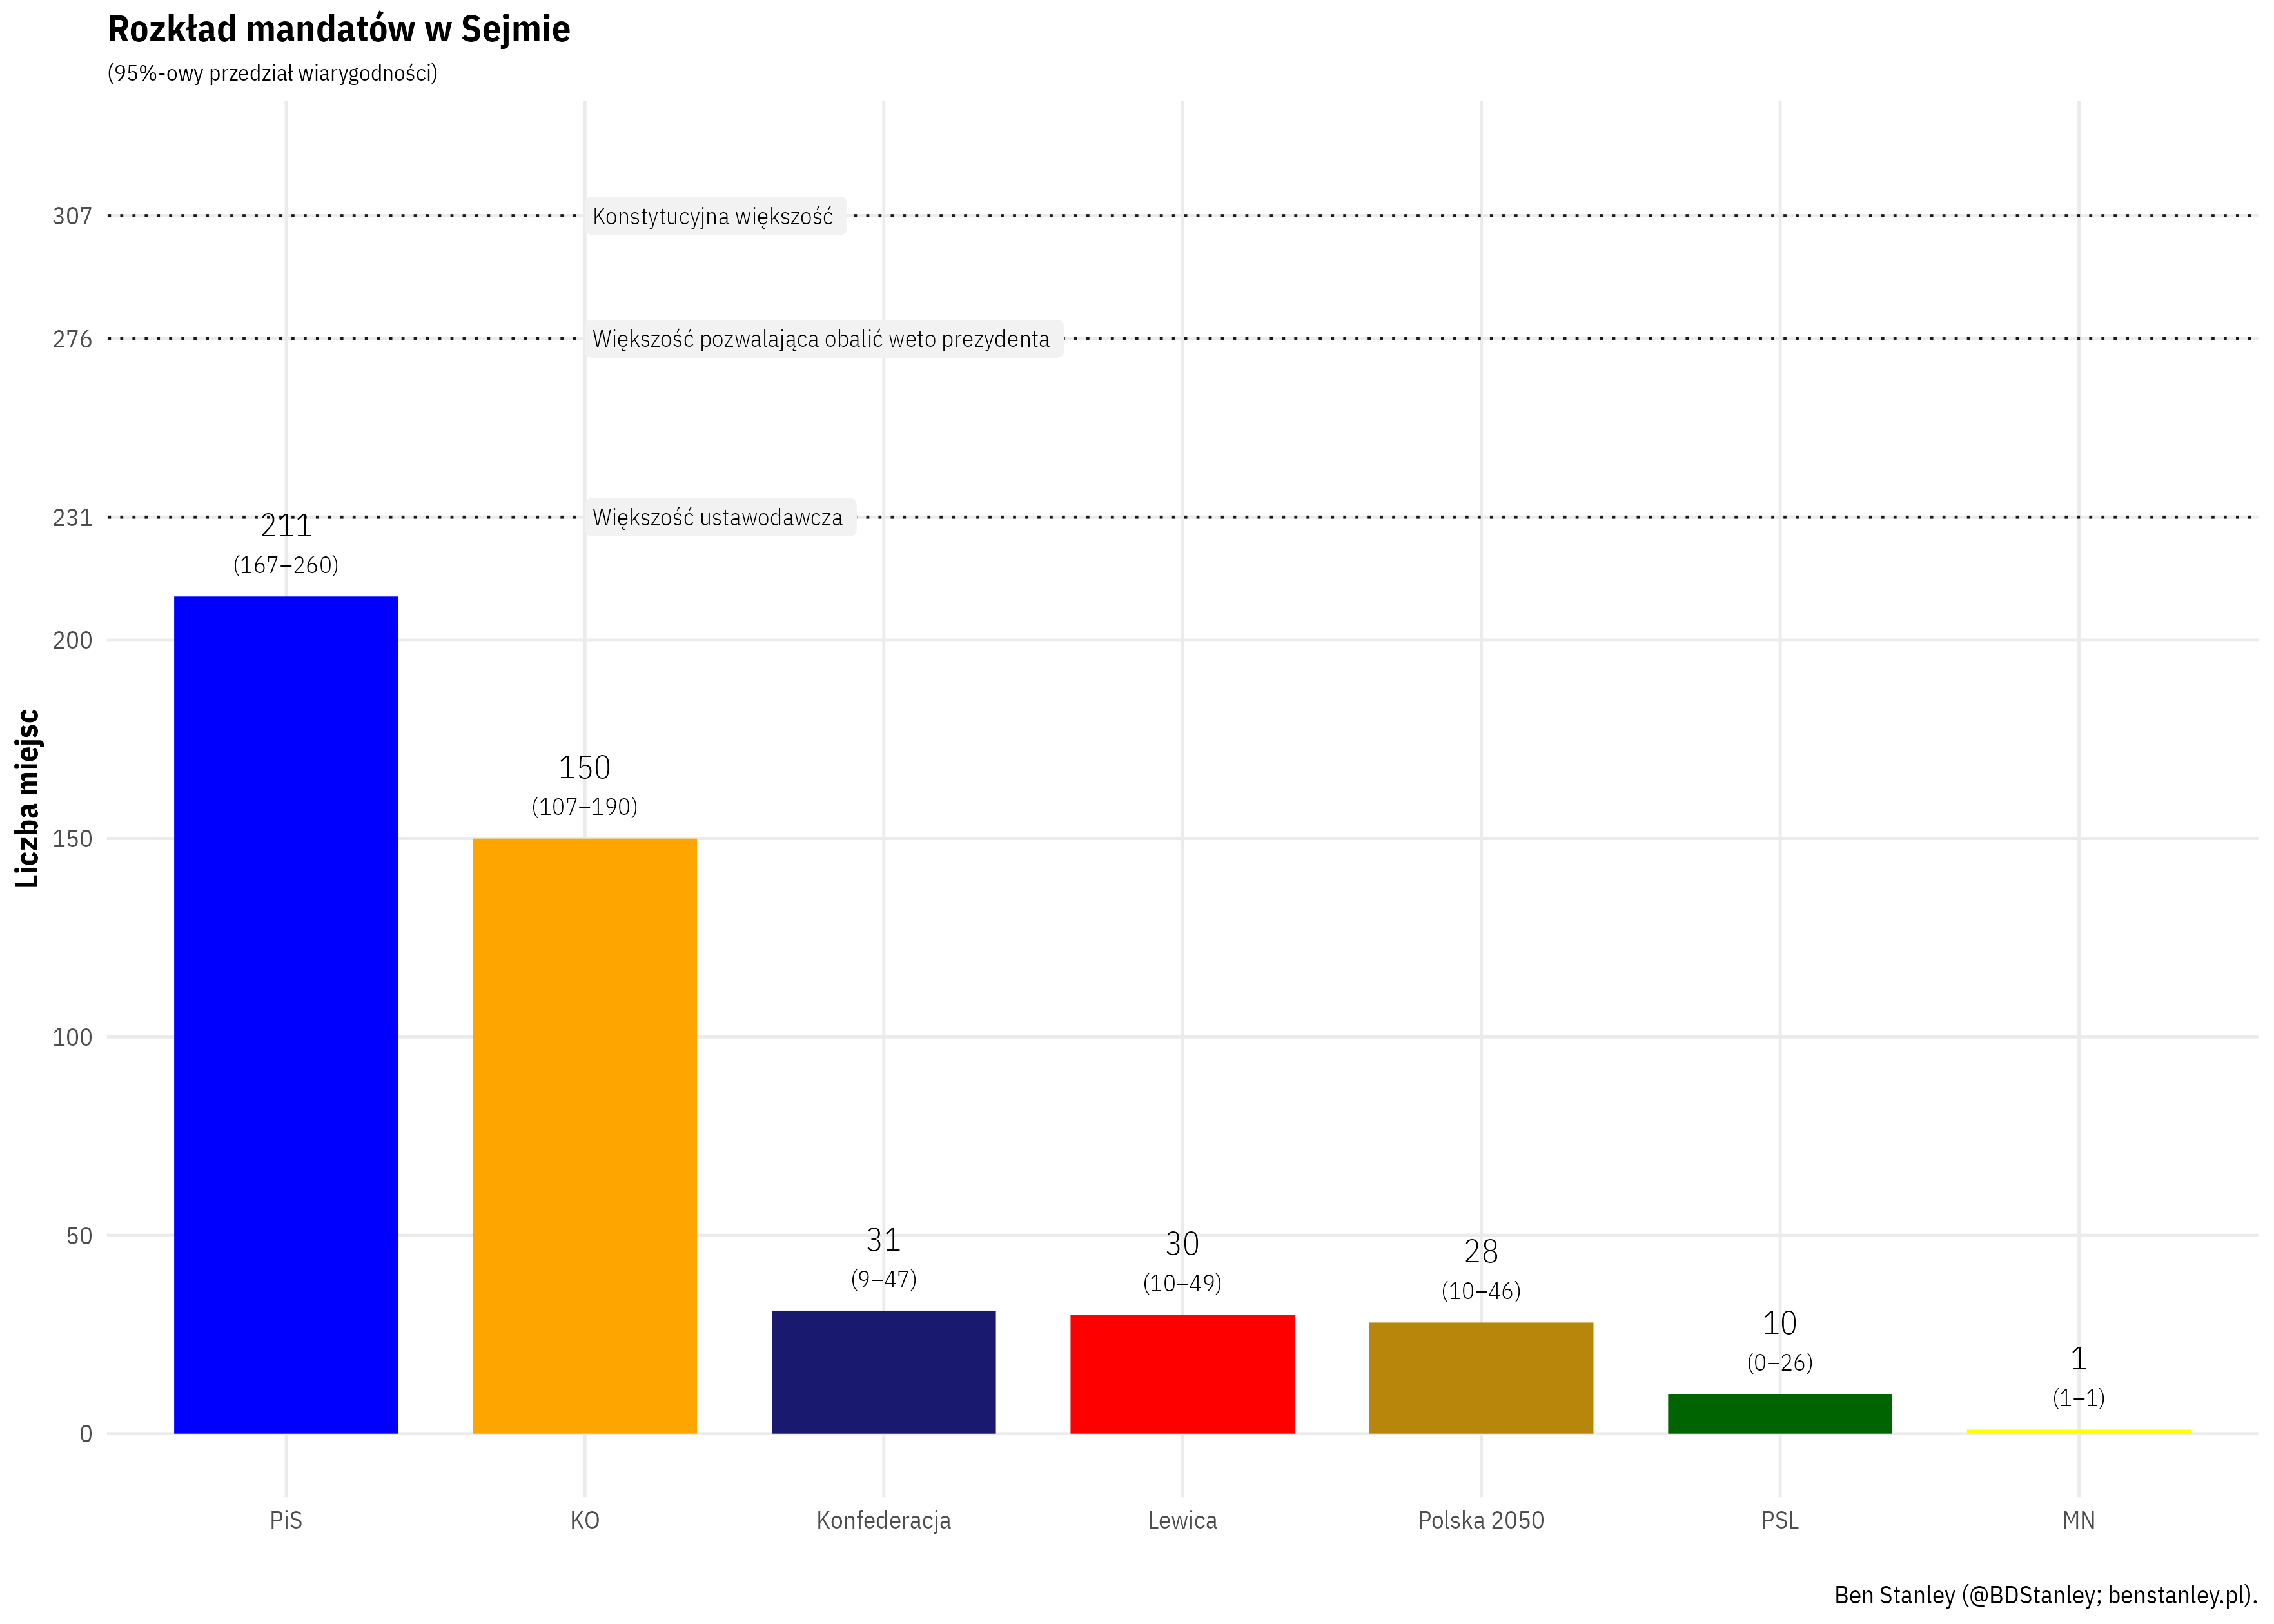 Rozkład mandatów w Sejmie
(95%-owy przedział wiarygodności)
Liczba miejsc
307
Konstytucyjna większość
276
Większość pozwalająca obalić weto prezydenta
231
Większość ustawodawcza
211
(167–260)
200
150
(107–190)
150
100
50
31
(9–47)
30
(10–49)
28
(10–46)
10
(0–26)
1
(1–1)
0
PiS
KO
Konfederacja
Lewica
Polska 2050
PSL
MN
Ben Stanley (@BDStanley; benstanley.pl).